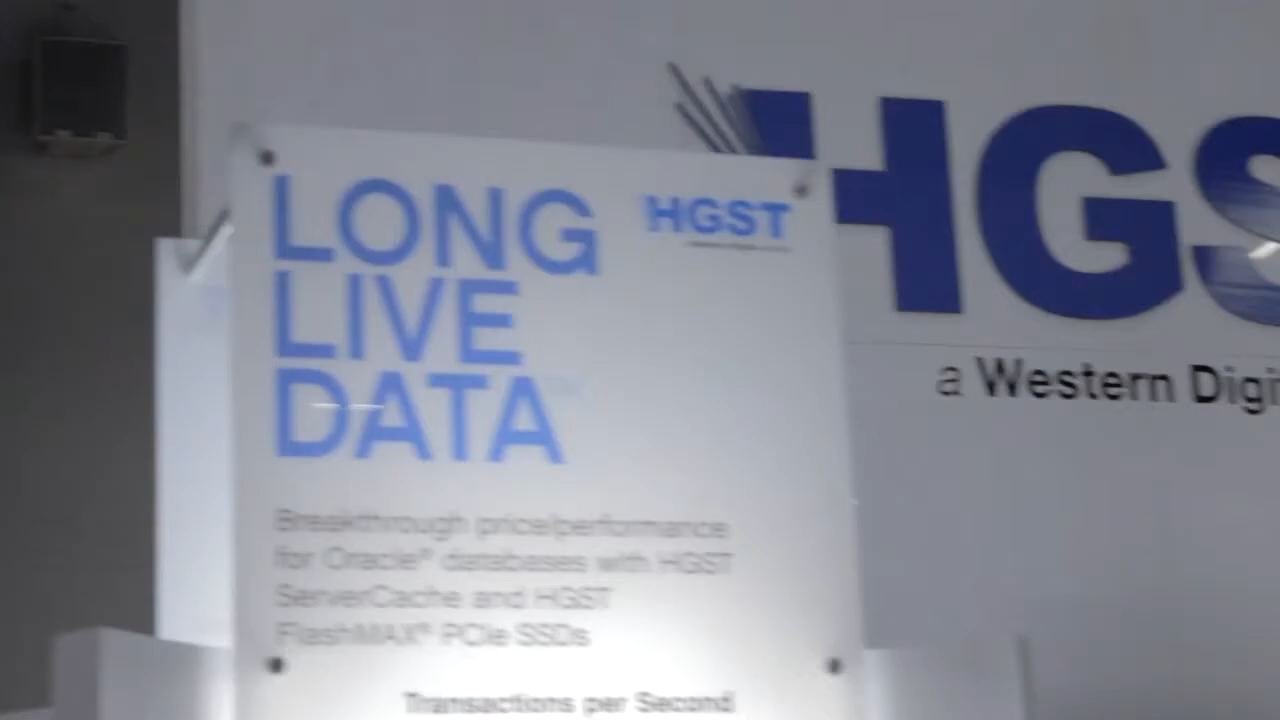 HGS
a Western Digi
LONG
LIVE
DATA
HGST
Breakthrough price/performance
for Oracle® databases with HGST
ServerCache and HGST
FlashMAX® PCIe SSDs
Transactions per Second